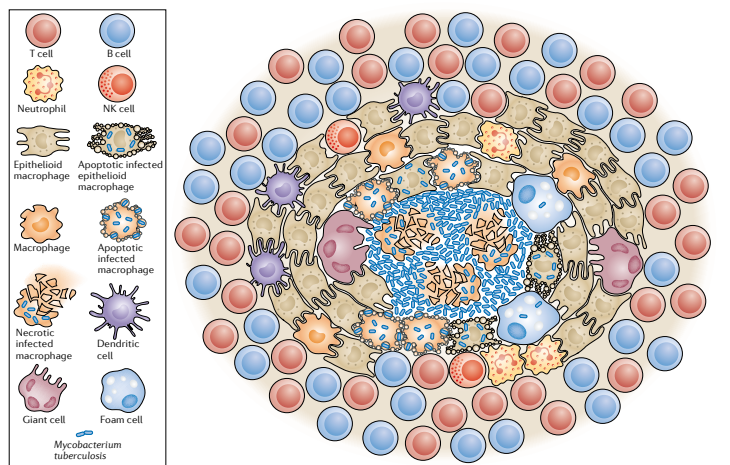 T cell
B cell
Neutrophil
NK cell
Epithelioid
macrophage
Apoptotic infected
epithelioid
macrophage
Macrophage
Apoptotic
infected
macrophage
Necrotic
infected
macrophage
Dendritic
cell
Giant cell
Foam cell
Mycobacterium
tuberculosis